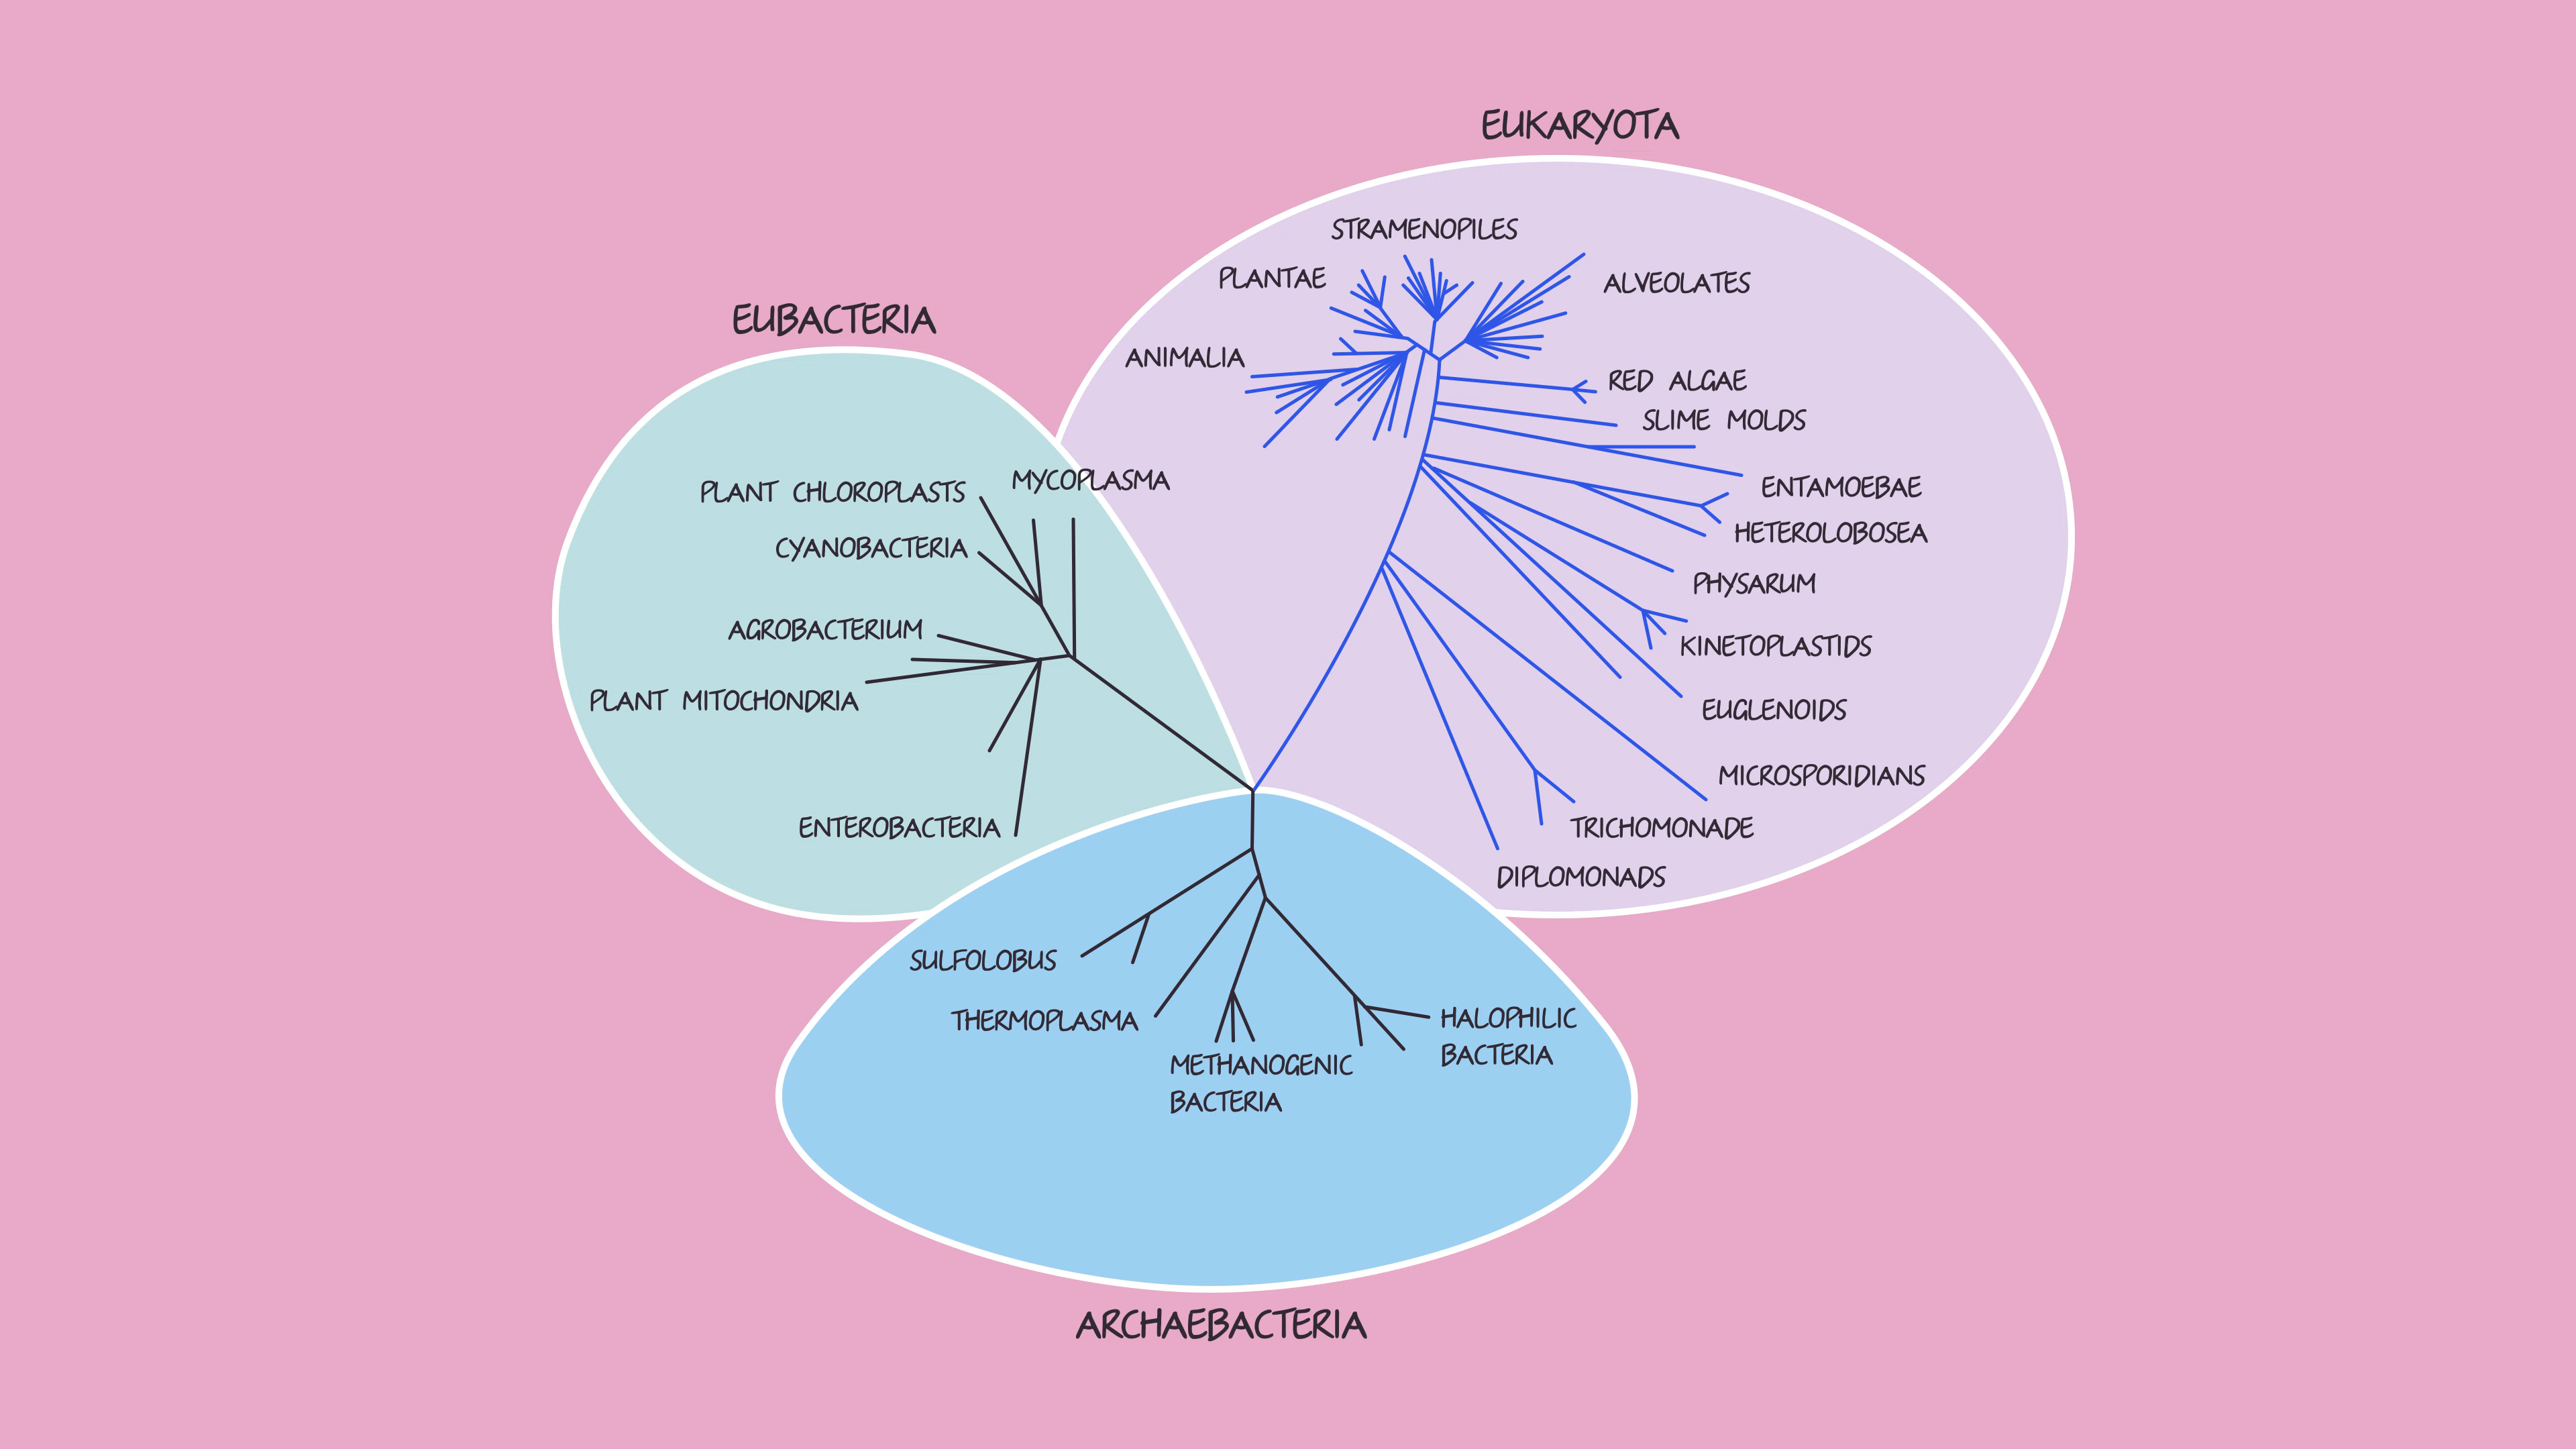 EUKARYOTA
STRAMENOPILES
PLANTAE
ALVEOLATES
ANIMALIA
RED ALGAE
SLIME MOLDS
ENTAMOEBAE
HETEROLOBOSEA
PHYSARUM
KINETOPLASTIDS
EUGLENOIDS
MICROSPORIDIANS
TRICHOMONADE
DIPLOMONADS
EUBACTERIA
MYCOPLASMA
PLANT CHLOROPLASTS
CYANOBACTERIA
AGROBACTERIUM
PLANT MITOCHONDRIA
ENTEROBACTERIA
SULFOLOBUS
THERMOPLASMA
METHANOGENIC
BACTERIA
HALOPHILIC
BACTERIA
ARCHAEBACTERIA